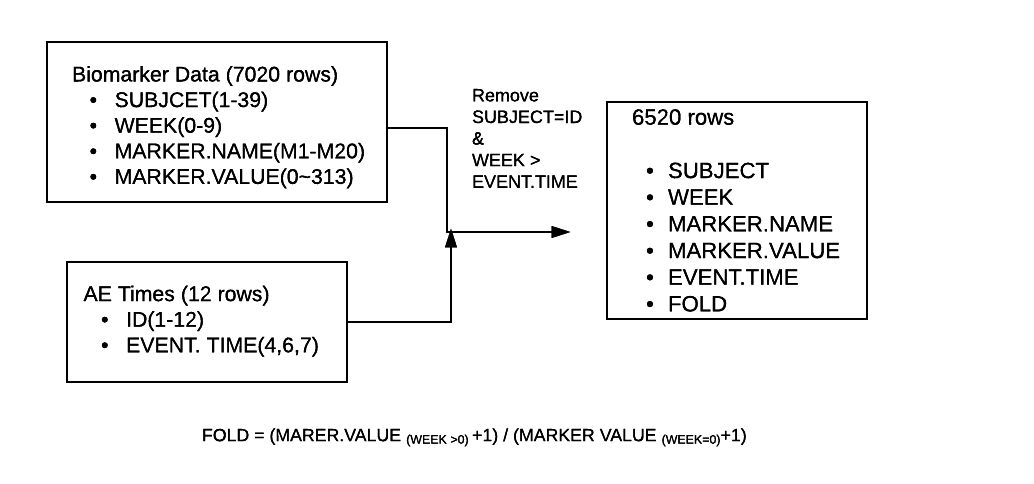 Biomarker Data (7020 rows)
• SUBJCET(1-39)
• WEEK(0-9)
• MARKER.NAME(M1-M20)
• MARKER.VALUE(0~313)
Remove
SUBJECT=ID
&
WEEK >
EVENT.TIME
6520 rows
• SUBJECT
• WEEK
• MARKER.NAME
• MARKER.VALUE
• EVENT.TIME
• FOLD
AE Times (12 rows)
• ID(1-12)
• EVENT. TIME(4,6,7)
FOLD = (MARER.VALUE (WEEK >0) +1) / (MARKER VALUE (WEEK=0)+1)